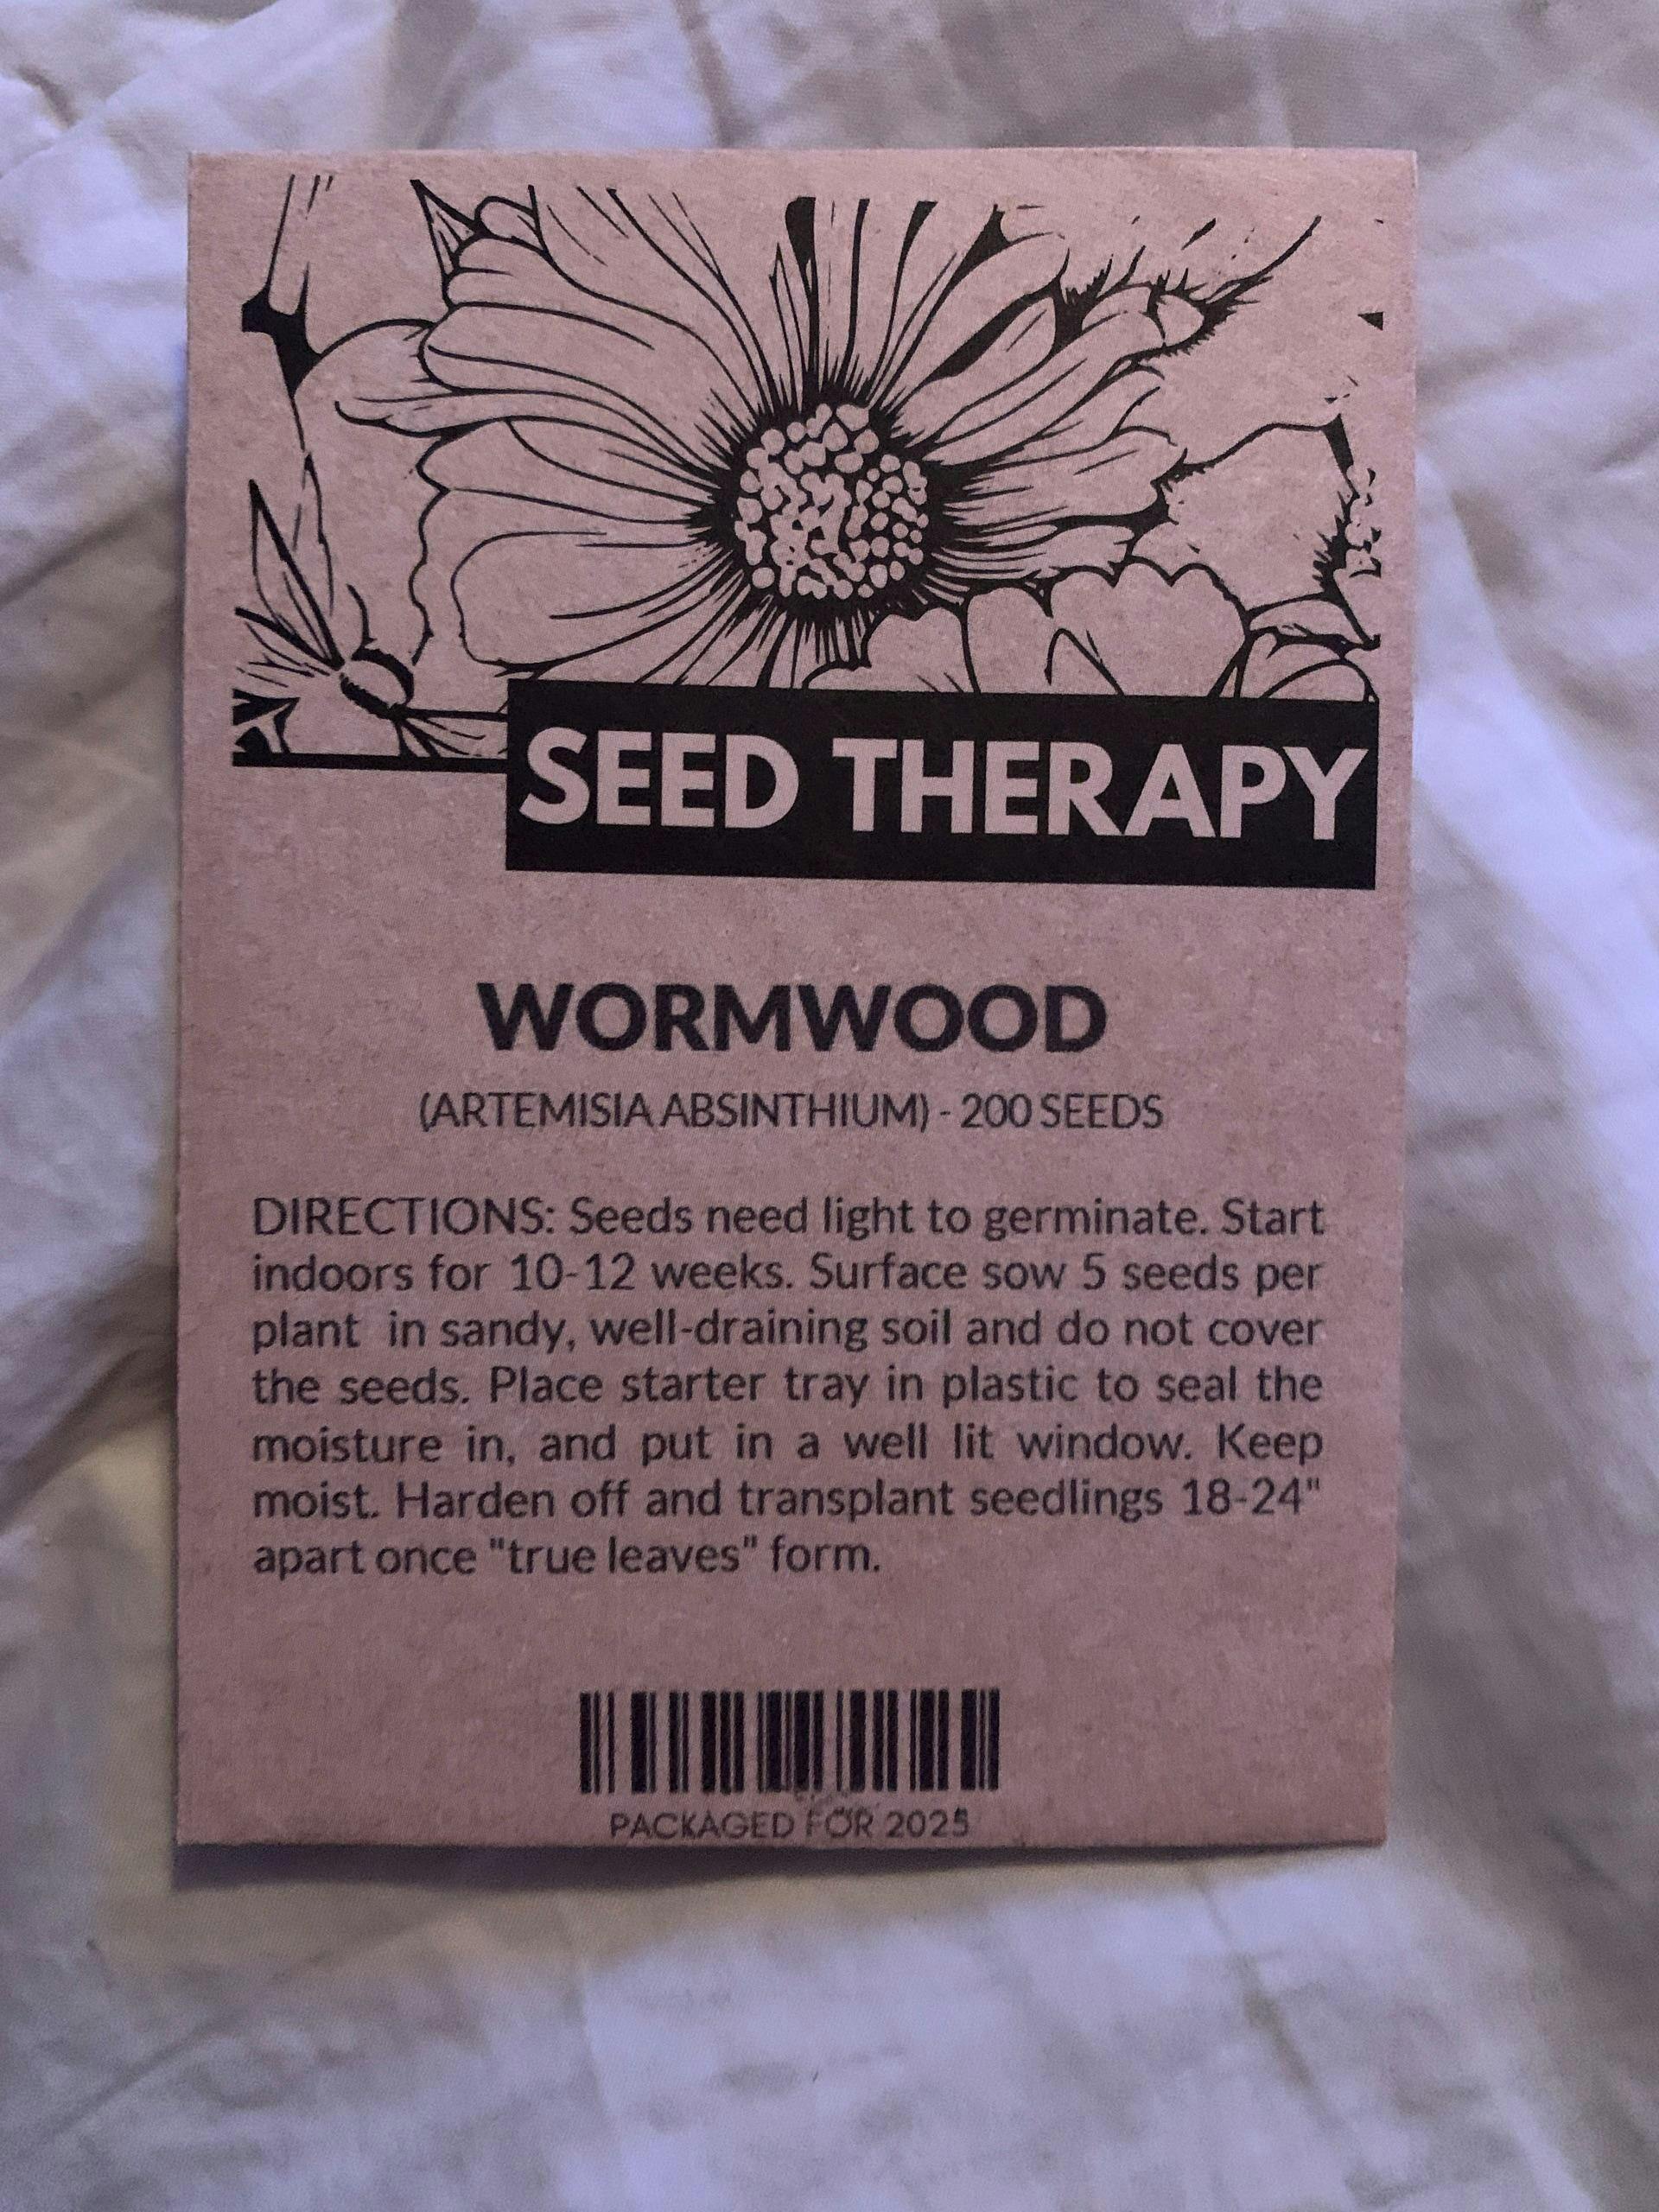 SEED THERAPY
WORMWOOD
(ARTEMISIA ABSINTHIUM) - 200 SEEDS
DIRECTIONS: Seeds need light to germinate. Start
indoors for 10-12 weeks. Surface sow 5 seeds per
plant in sandy, well-draining soil and do not cover
the seeds. Place starter tray in plastic to seal the
moisture in, and put in a well lit window. Keep
moist. Harden off and transplant seedlings 18-24"
apart once "true leaves" form.
PACKAGED FOR 2025